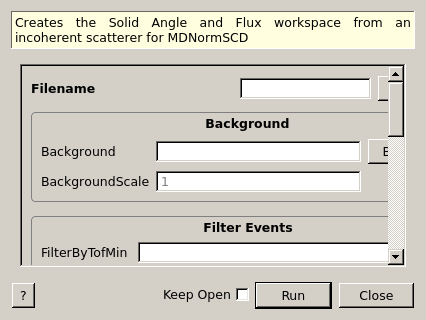 Creates the Solid Angle and Flux workspace from an
incoherent scatterer for MDNormSCD
Filename
Background
Background
BackgroundScale 1
Filter Events
FilterByTofMin
? Keep Open Run Close